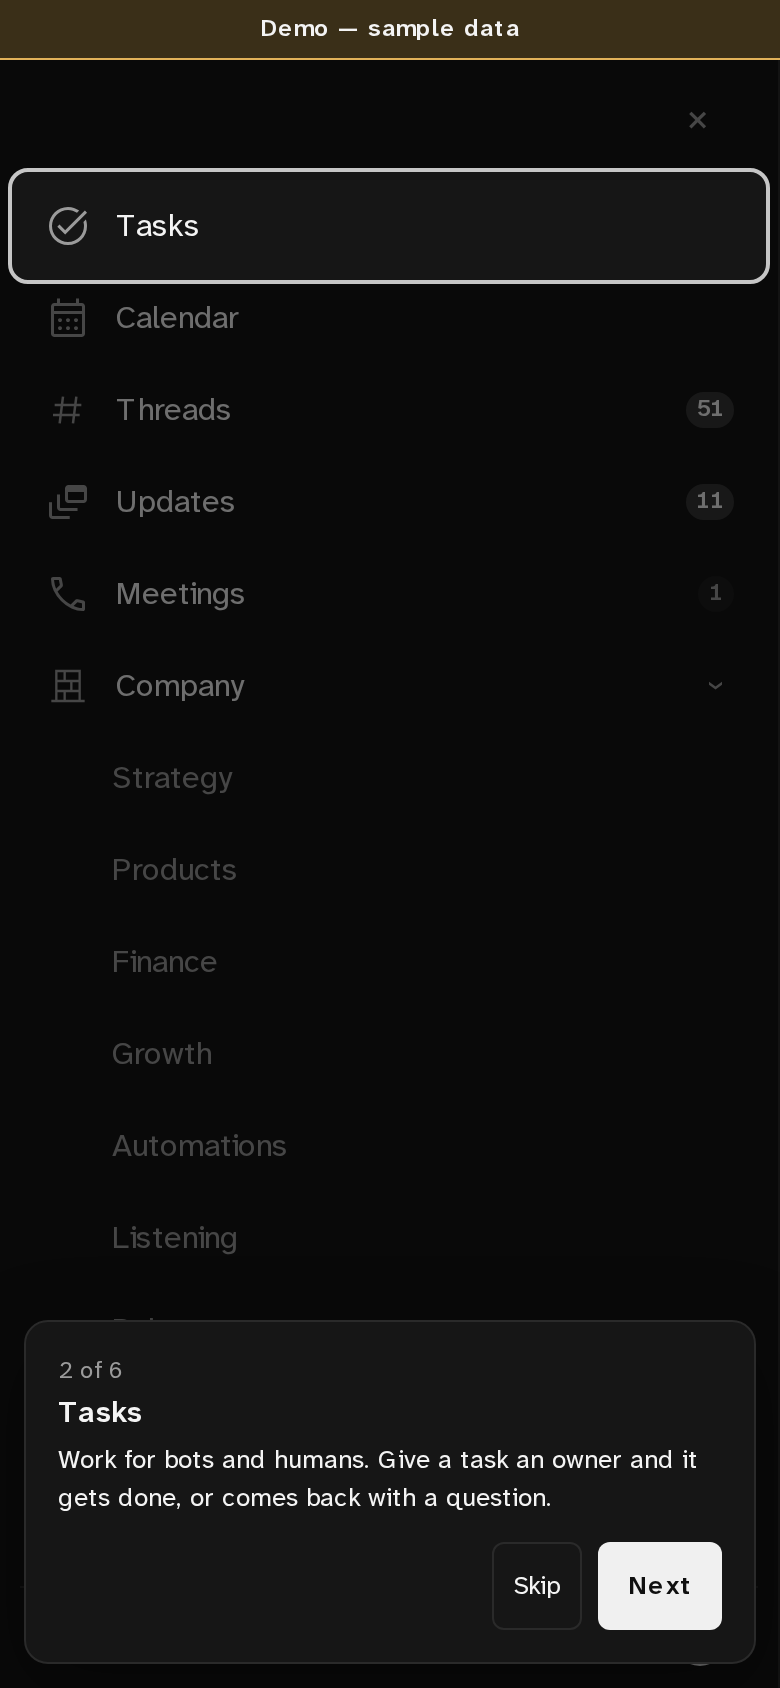 Demo — sample data
Tasks
Calendar
Threads
51
Updates
11
Meetings
1
Company
Strategy
Products
Finance
Growth
Automations
Listening
2 of 6
Tasks
Work for bots and humans. Give a task an owner and it
gets done, or comes back with a question.
Skip
Next